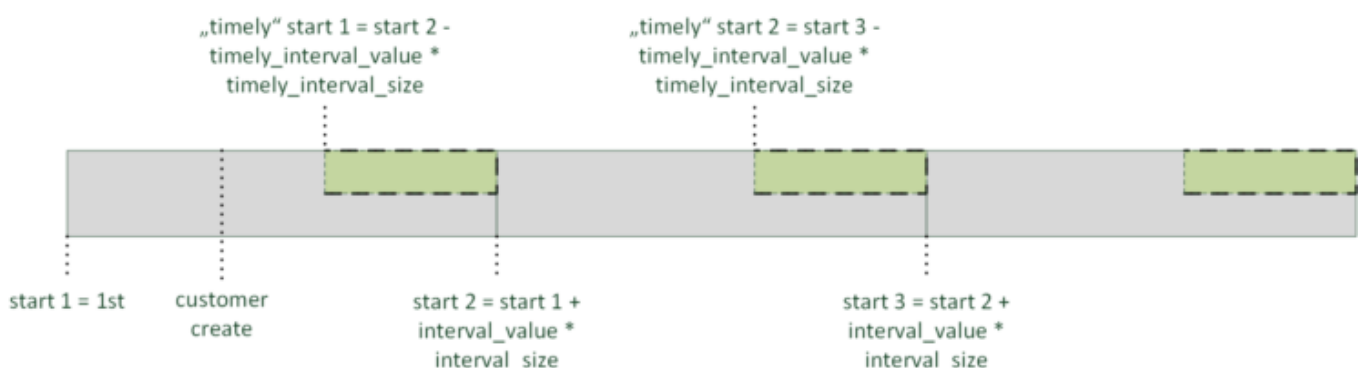 „timely“ start 1 = start 2 -
timely_interval_value *
timely_interval_size
„timely“ start 2 = start 3 -
timely_interval_value *
timely_interval_size
start 1 = 1st
customer
create
start 2 = start 1 +
interval_value *
interval_size
start 3 = start 2 +
interval_value *
interval_size